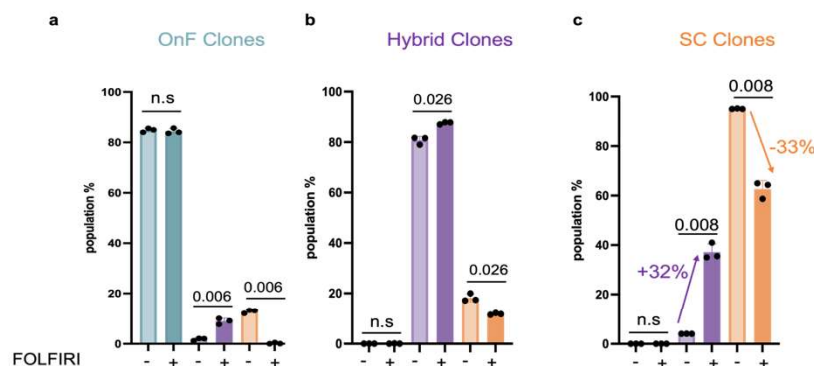 a
OnF Clones
population %
100
80
60
40
20
0
n.s
0.006
0.006
FOLFIRI - + - + - +
b
Hybrid Clones
population %
100
80
60
40
20
0
n.s
0.026
0.026
- + - + - +
c
SC Clones
population %
100
80
60
40
20
0
n.s
0.008
0.008
+32%
-33%
- + - + - +